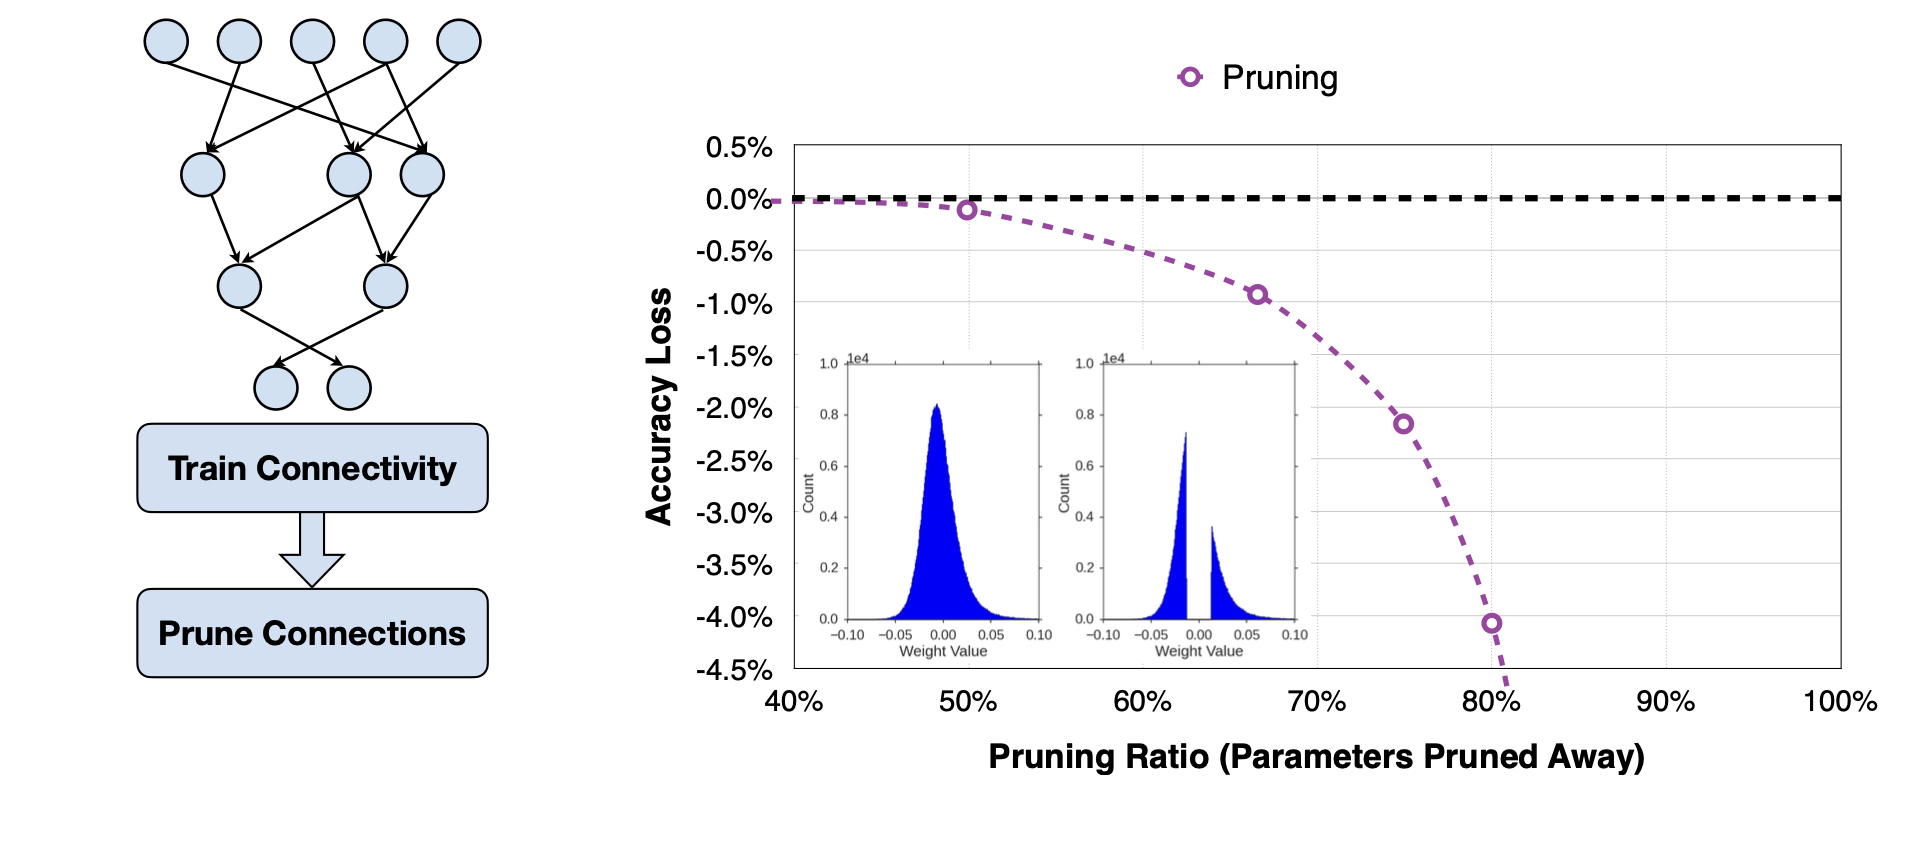 Train Connectivity
Prune Connections
Pruning
0.5%
0.0%
-0.5%
-1.0%
-1.5%
-2.0%
-2.5%
-3.0%
-3.5%
-4.0%
-4.5%
Accuracy Loss
1e4
1.0
0.8
0.6
0.4
0.2
0.0
Count
−0.10 −0.05 0.00 0.05 0.10
Weight Value
1e4
1.0
0.8
0.6
0.4
0.2
0.0
Count
−0.10 −0.05 0.00 0.05 0.10
Weight Value
40% 50% 60% 70% 80% 90% 100%
Pruning Ratio (Parameters Pruned Away)